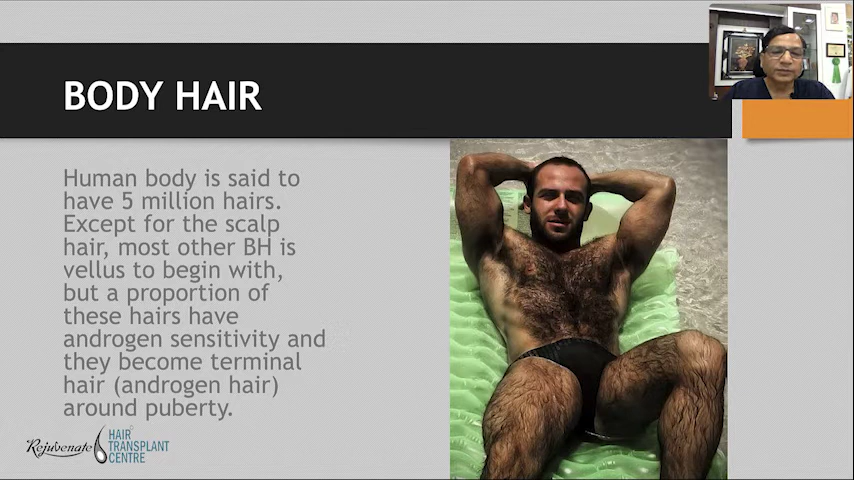 BODY HAIR
Human body is said to
have 5 million hairs.
Except for the scalp
hair, most other BH is
vellus to begin with,
but a proportion of
these hairs have
androgen sensitivity and
they become terminal
hair (androgen hair)
around puberty.
Rejuvenate
HAIR
TRANSPLANT
CENTRE